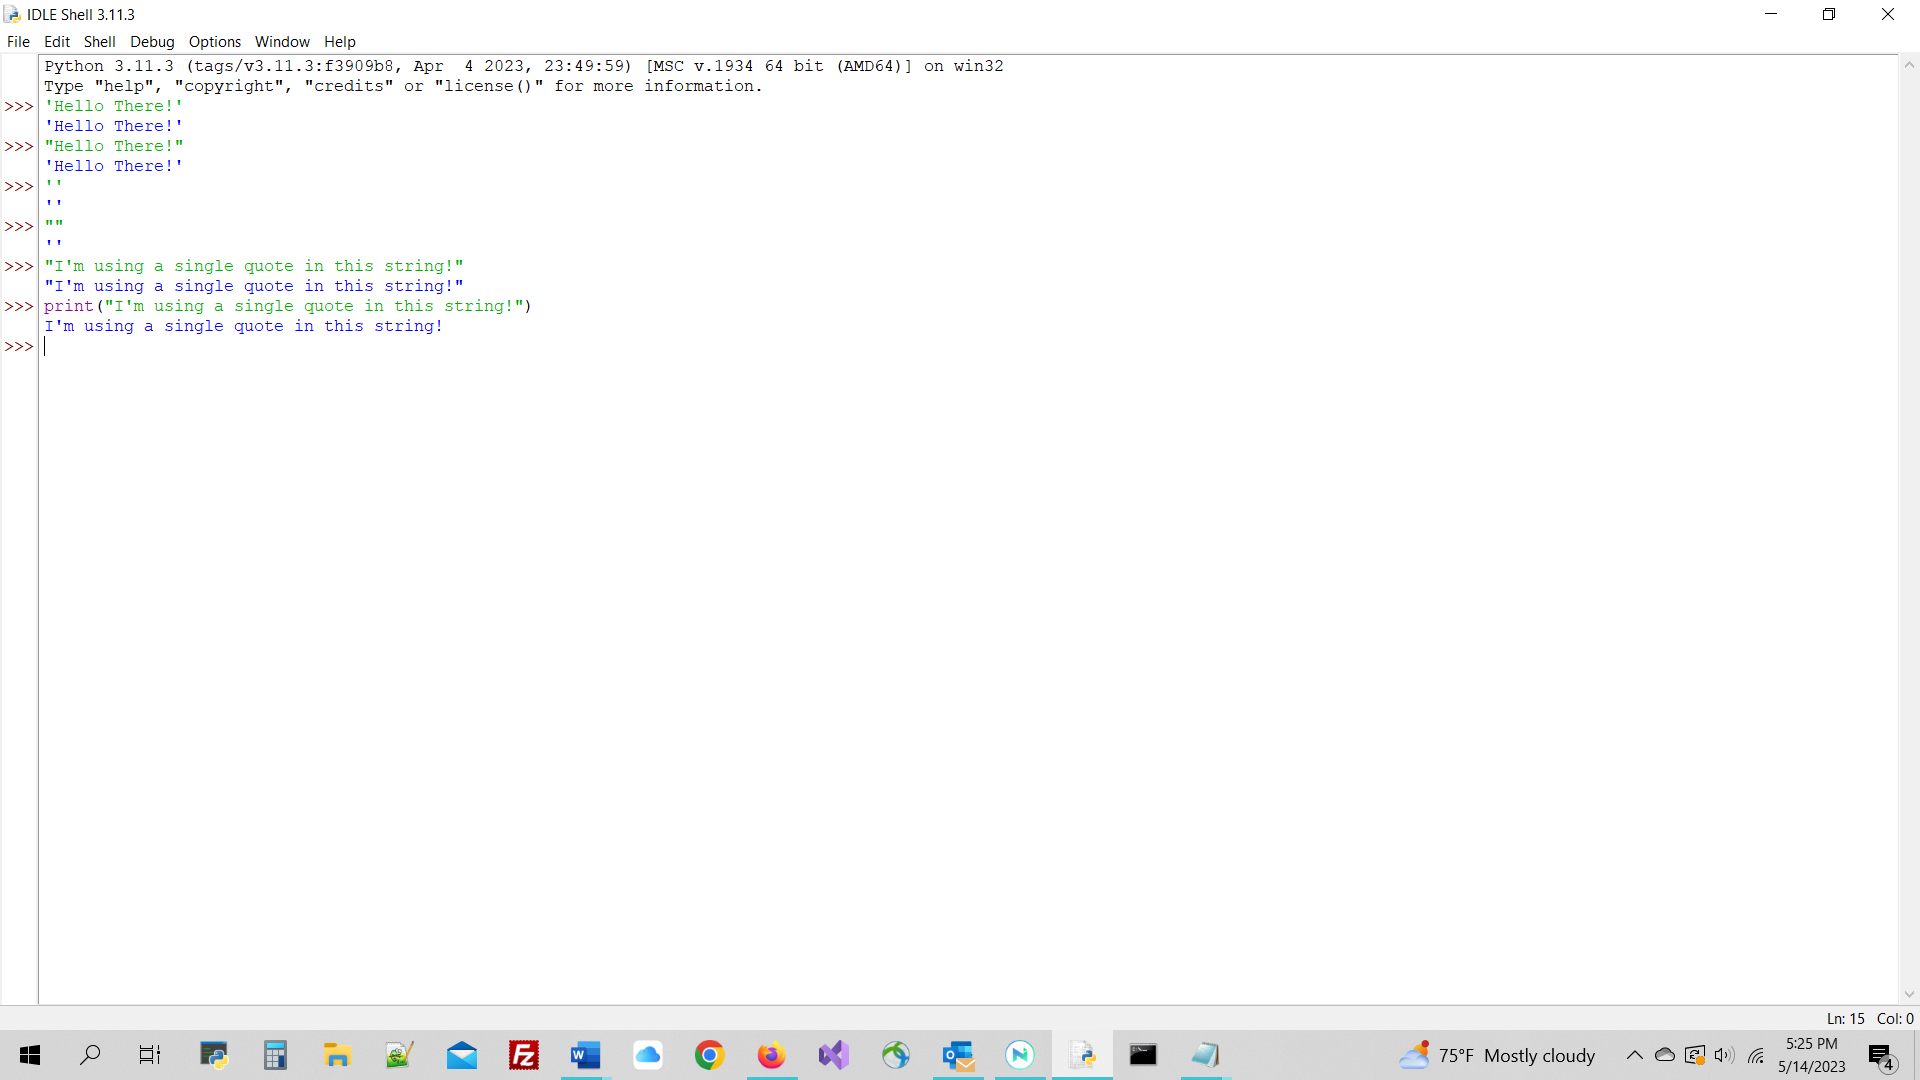 IDLE Shell 3.11.3
File Edit Shell Debug Options Window Help
Python 3.11.3 (tags/v3.11.3:f3909b8, Apr  4 2023, 23:49:59) [MSC v.1934 64 bit (AMD64)] on win32
Type "help", "copyright", "credits" or "license()" for more information.
>>> 'Hello There!'
'Hello There!'
>>> "Hello There!"
'Hello There!'
>>> ''
''
>>> ""
''
>>> "I'm using a single quote in this string!"
"I'm using a single quote in this string!"
>>> print("I'm using a single quote in this string!")
I'm using a single quote in this string!
>>>
Ln: 15 Col: 0
75°F Mostly cloudy
5:25 PM
5/14/2023
4